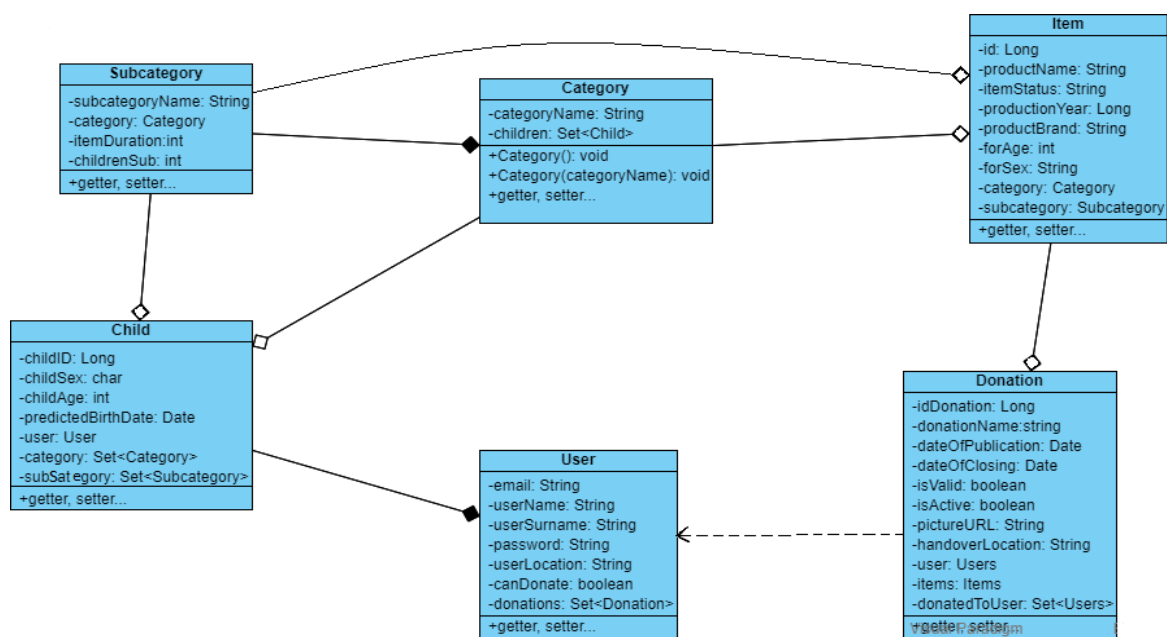 Subcategory
-subcategoryName: String
-category: Category
-itemDuration:int
-childrenSub: int
+getter, setter...
Category
-categoryName: String
-children: Set<Child>
+Category(): void
+Category(categoryName): void
+getter, setter...
Item
-id: Long
-productName: String
-itemStatus: String
-productionYear: Long
-productBrand: String
-forAge: int
-forSex: String
-category: Category
-subcategory: Subcategory
+getter, setter...
Child
-childID: Long
-childSex: char
-childAge: int
-predictedBirthDate: Date
-user: User
-category: Set<Category>
-subSategory: Set<Subcategory>
+getter, setter...
User
-email: String
-userName: String
-userSurname: String
-password: String
-userLocation: String
-canDonate: boolean
-donations: Set<Donation>
+getter, setter...
Donation
-idDonation: Long
-donationName:string
-dateOfPublication: Date
-dateOfClosing: Date
-isValid: boolean
-isActive: boolean
-pictureURL: String
-handoverLocation: String
-user: Users
-items: Items
-donatedToUser: Set<Users>
+getter, setter...
Visual Paradigm